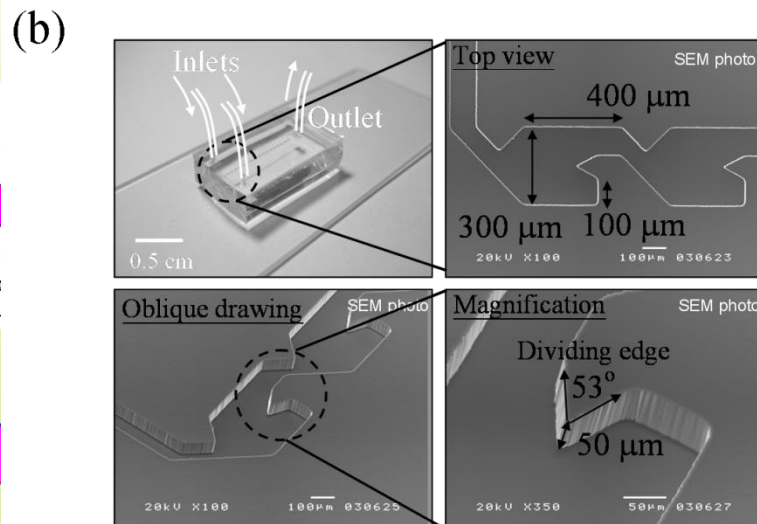 (b)
Inlets
Outlet
0.5 cm
Top view
SEM photo
400 μm
300 μm
100 μm
20kV X100 100μm 030623
Oblique drawing
SEM photo
20kV X100 100μm 030625
Magnification
SEM photo
Dividing edge
53°
50 μm
20kV X350 50μm 030627